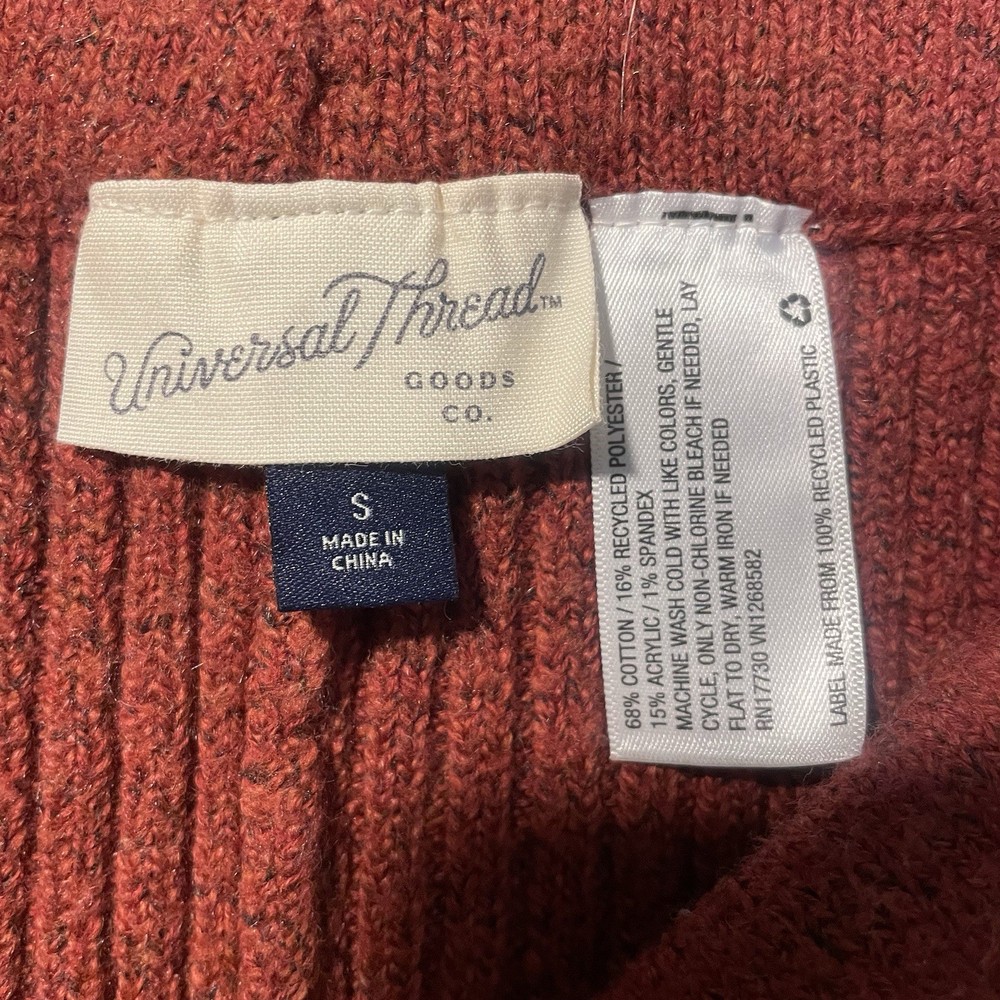 Universal Thread™
GOODS
CO.
S
MADE IN
CHINA
68% COTTON / 16% RECYCLED POLYESTER /
15% ACRYLIC / 1% SPANDEX
MACHINE WASH COLD WITH LIKE COLORS, GENTLE
CYCLE, ONLY NON-CHLORINE BLEACH IF NEEDED, LAY
FLAT TO DRY, WARM IRON IF NEEDED
RN17730 VN1268582
LABEL MADE FROM 100% RECYCLED PLASTIC